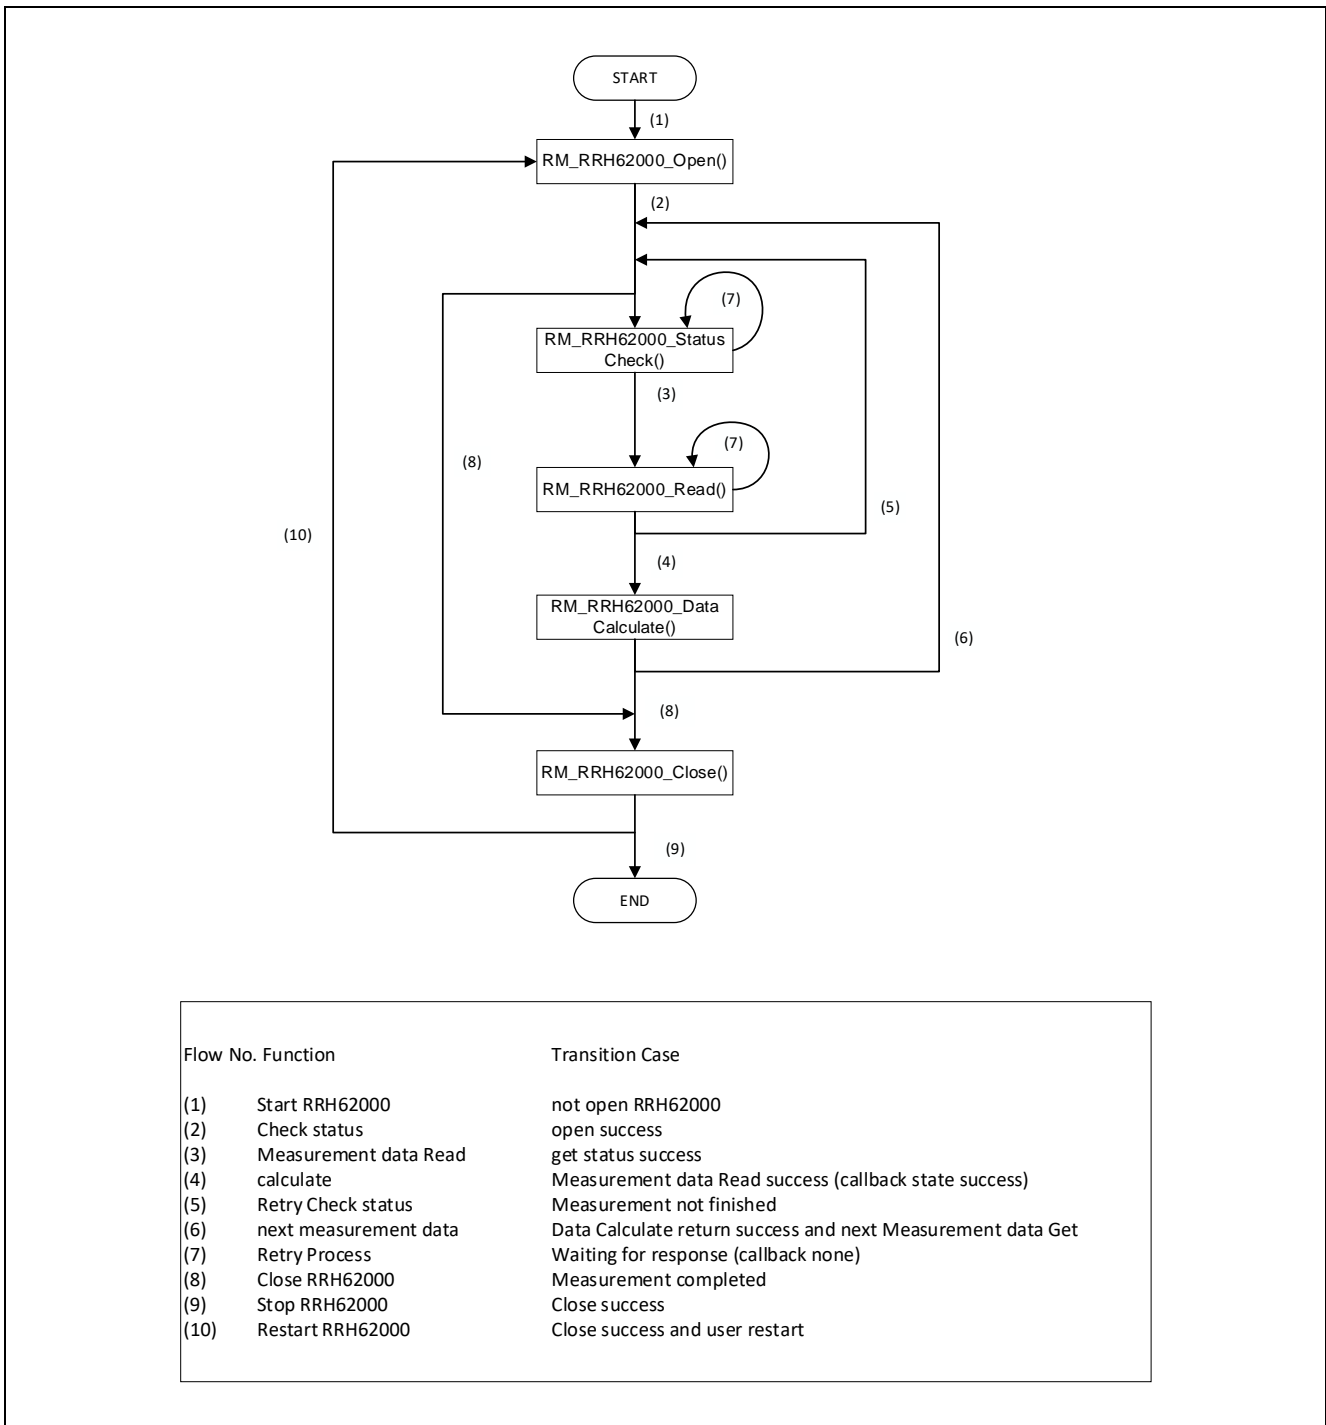 START
(1)
RM_RRH62000_Open()
(2)
(7)
RM_RRH62000_Status
Check()
(3)
(7)
(8)
RM_RRH62000_Read()
(5)
(10)
(4)
RM_RRH62000_Data
Calculate()
(6)
(8)
RM_RRH62000_Close()
(9)
END
Flow No. Function Transition Case
(1) Start RRH62000 not open RRH62000
(2) Check status open success
(3) Measurement data Read get status success
(4) calculate Measurement data Read success (callback state success)
(5) Retry Check status Measurement not finished
(6) next measurement data Data Calculate return success and next Measurement data Get
(7) Retry Process Waiting for response (callback none)
(8) Close RRH62000 Measurement completed
(9) Stop RRH62000 Close success
(10) Restart RRH62000 Close success and user restart